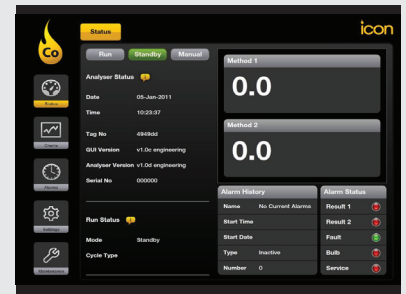 Status
icon
Co
Run Standby Manual
Method 1
0.0
Analyser Status
Date 05-Jan-2011
Time 10:23:37
Tag No 4949dd
GUI Version v1.0c engineering
Analyser Version v1.0d engineering
Serial No 000000
Method 2
0.0
Run Status
Mode Standby
Cycle Type
Alarm History
Name No Current Alarms
Start Time
Start Date
Type Inactive
Number 0
Alarm Status
Result 1
Result 2
Fault
Bulb
Service
Status
Charts
Alarms
Settings
Maintenance